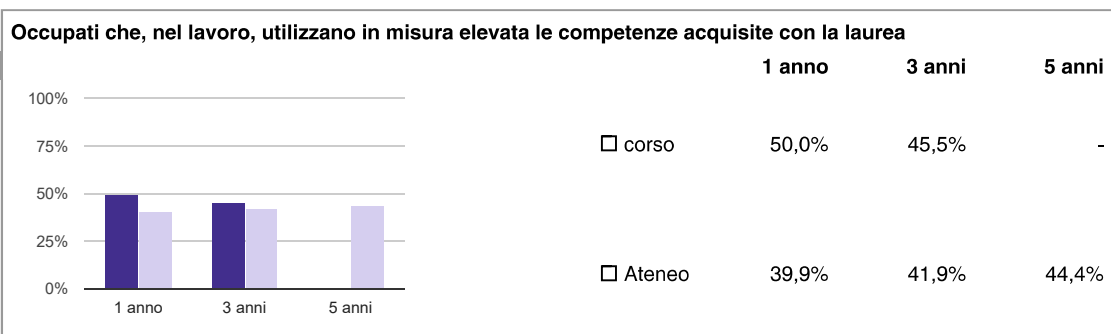 Occupati che, nel lavoro, utilizzano in misura elevata le competenze acquisite con la laurea
1 anno 3 anni 5 anni
100%
75%
50%
25%
0%
1 anno 3 anni 5 anni
corso 50,0% 45,5% -
Ateneo 39,9% 41,9% 44,4%